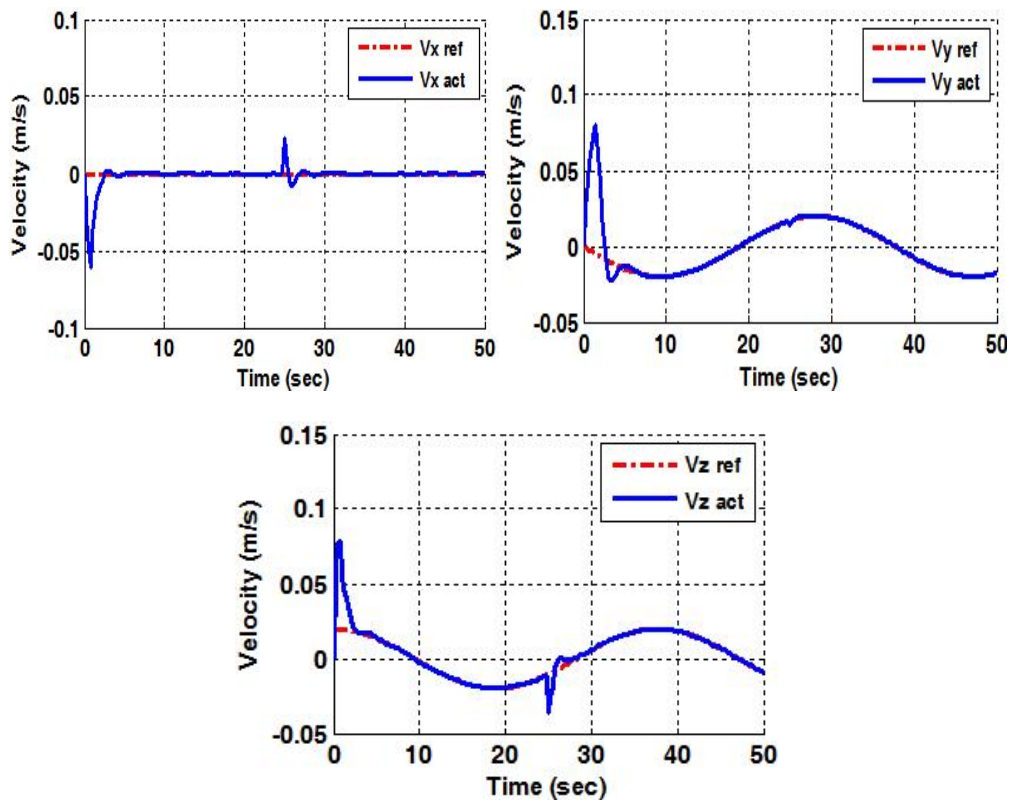 0.1
0.05
0
-0.05
-0.1
Velocity (m/s)
Vx ref
Vx act
0 10 20 30 40 50
Time (sec)
0.15
0.1
0.05
0
-0.05
Velocity (m/s)
Vy ref
Vy act
0 10 20 30 40 50
Time (sec)
0.15
0.1
0.05
0
-0.05
Velocity (m/s)
Vz ref
Vz act
0 10 20 30 40 50
Time (sec)